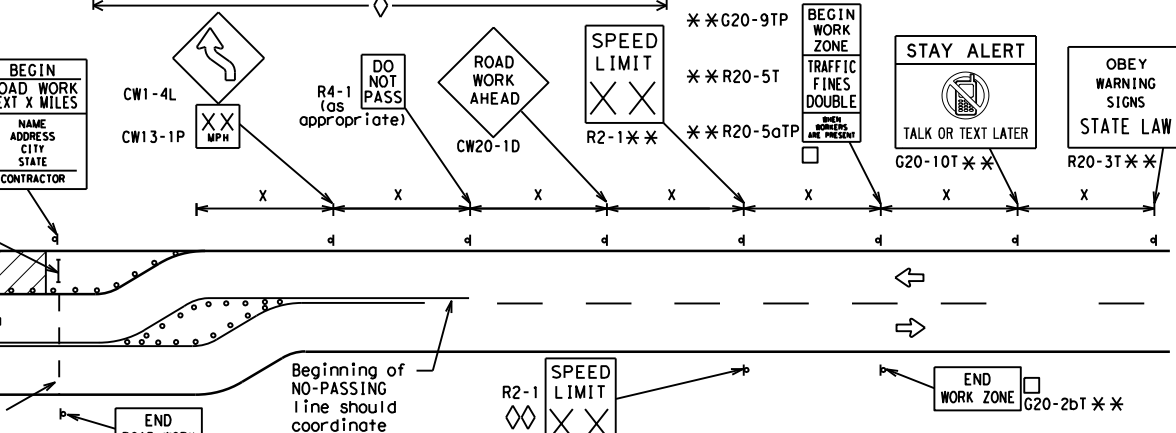 BEGIN
ROAD WORK
NEXT X MILES
NAME
ADDRESS
CITY
STATE
CONTRACTOR
CW1-4L
CW13-1P
XX
MPH
R4-1
(as
appropriate)
DO
NOT
PASS
ROAD
WORK
AHEAD
CW20-1D
SPEED
LIMIT
XX
R2-1**
**G20-9TP
**R20-5T
**R20-5aTP
BEGIN
WORK
ZONE
TRAFFIC
FINES
DOUBLE
WHEN
WORKERS
ARE PRESENT
STAY ALERT
TALK OR TEXT LATER
G20-10T**
OBEY
WARNING
SIGNS
STATE LAW
R20-3T**
X
X
X
X
X
X
X
Beginning of
NO-PASSING
line should
coordinate
R2-1
SPEED
LIMIT
XX
END
WORK ZONE
G20-2bT**
END
ROAD WORK